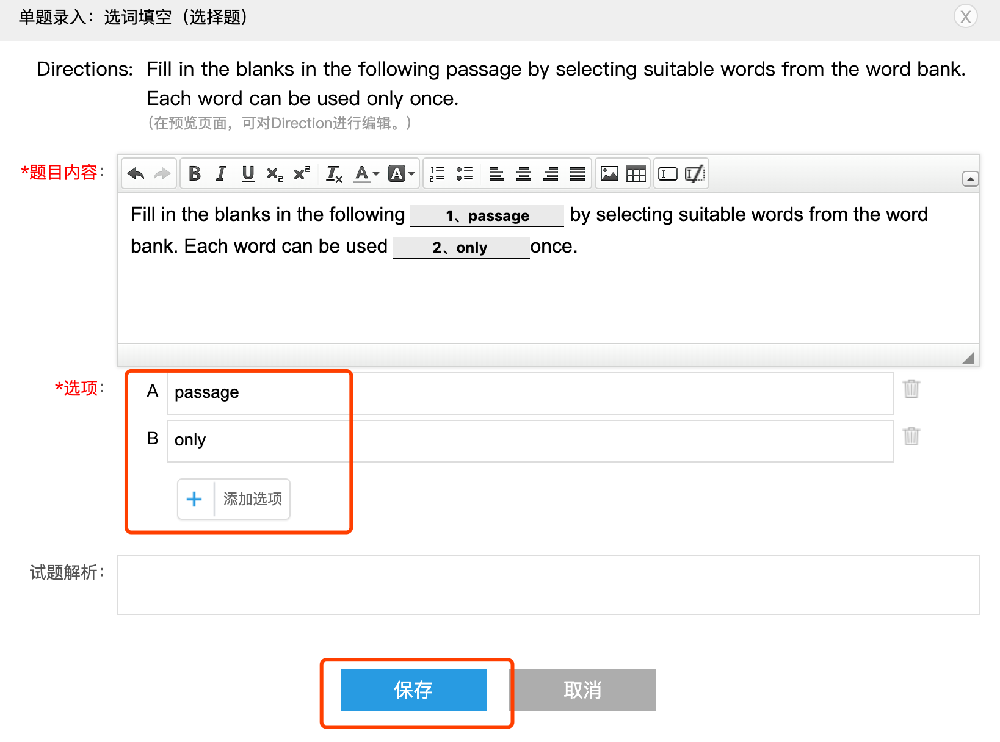 单题录入：选词填空（选择题）
X
Directions: Fill in the blanks in the following passage by selecting suitable words from the word bank.
Each word can be used only once.
（在预览页面，可对Direction进行编辑。）
*题目内容：
Fill in the blanks in the following 1、passage by selecting suitable words from the word
bank. Each word can be used 2、only once.
*选项：
A passage
B only
+ 添加选项
试题解析：
保存 取消